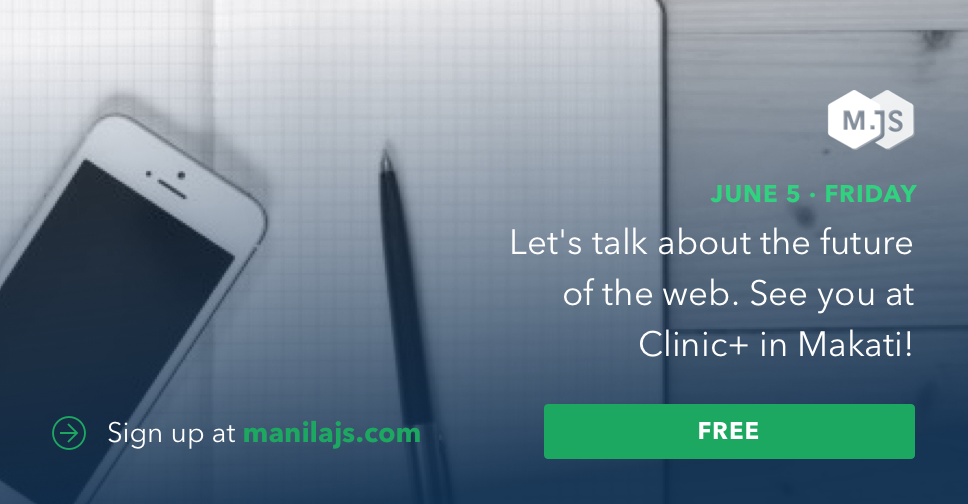 M.JS
JUNE 5 · FRIDAY
Let's talk about the future
of the web. See you at
Clinic+ in Makati!
Sign up at manilajs.com
FREE